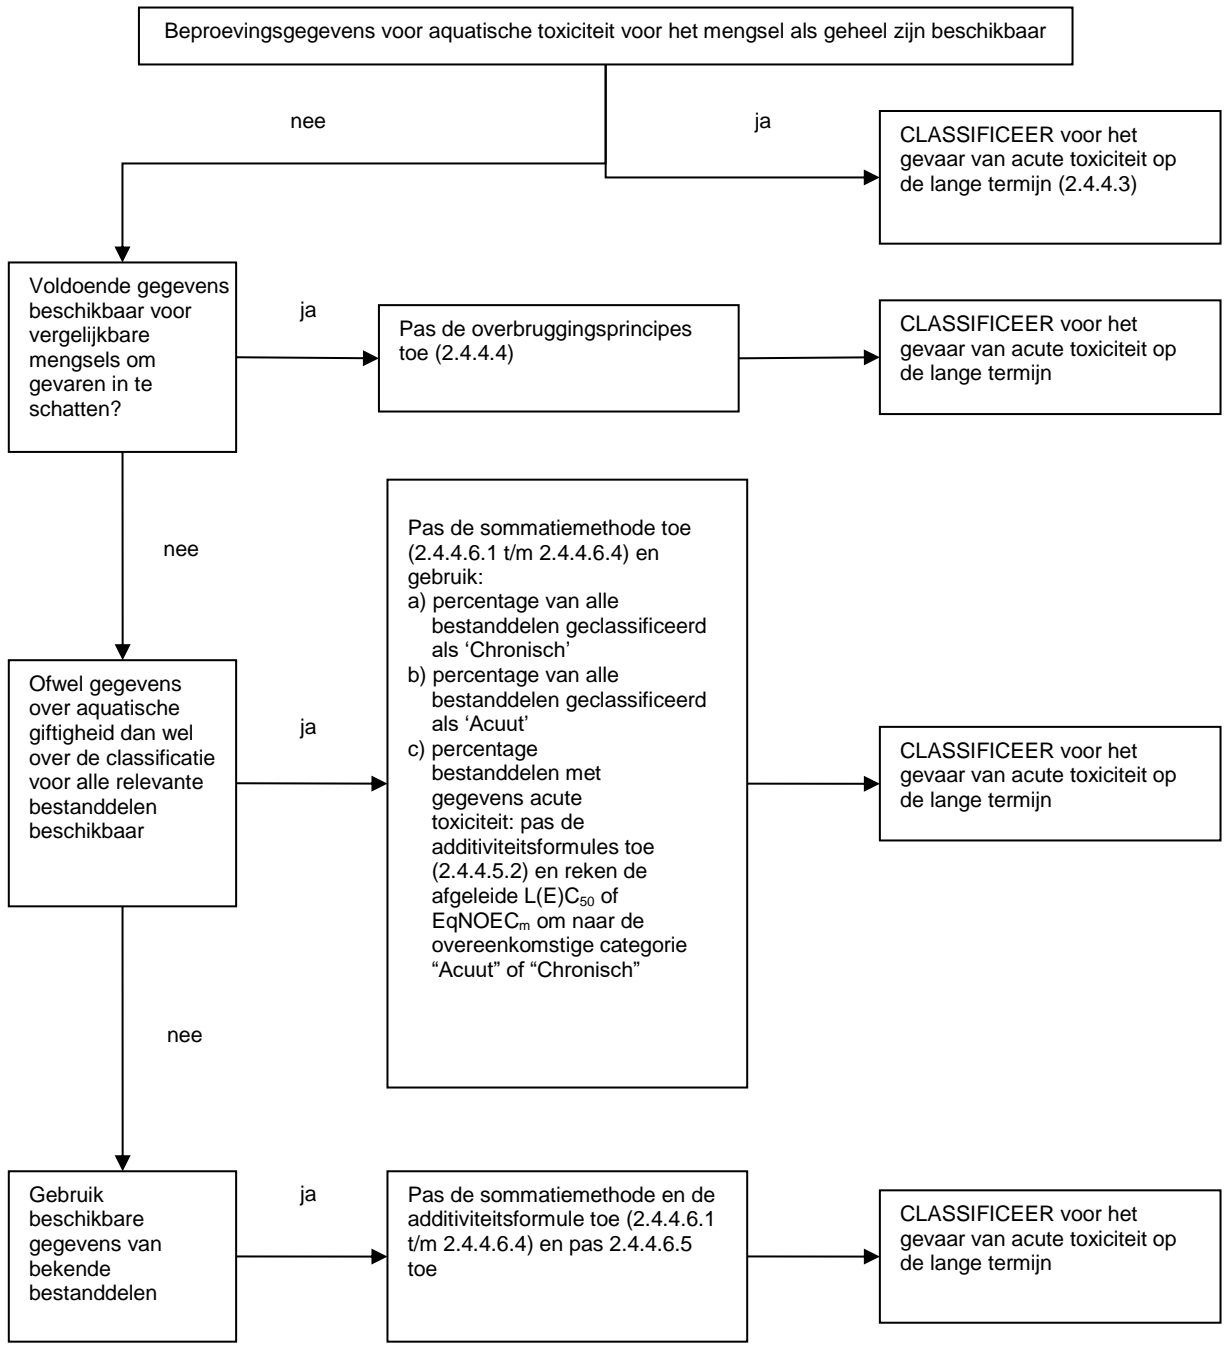 Beproevingsgegevens voor aquatische toxiciteit voor het mengsel als geheel zijn beschikbaar
nee
ja
CLASSIFICEER voor het
gevaar van acute toxiciteit op
de lange termijn (2.4.4.3)
Voldoende gegevens
beschikbaar voor
vergelijkbare
mengsels om
gevaren in te
schatten?
ja
Pas de overbruggingsprincipes
toe (2.4.4.4)
CLASSIFICEER voor het
gevaar van acute toxiciteit op
de lange termijn
nee
Pas de sommatiemethode toe
(2.4.4.6.1 t/m 2.4.4.6.4) en
gebruik:
a) percentage van alle
bestanddelen geclassificeerd
als ‘Chronisch’
b) percentage van alle
bestanddelen geclassificeerd
als ‘Acuut’
c) percentage
bestanddelen met
gegevens acute
toxiciteit: pas de
additiviteitsformules toe
(2.4.4.5.2) en reken de
afgeleide L(E)C₅₀ of
EqNOECₘ om naar de
overeenkomstige categorie
“Acuut” of “Chronisch”
Ofwel gegevens
over aquatische
giftigheid dan wel
over de classificatie
voor alle relevante
bestanddelen
beschikbaar
ja
CLASSIFICEER voor het
gevaar van acute toxiciteit op
de lange termijn
nee
Gebruik
beschikbare
gegevens van
bekende
bestanddelen
ja
Pas de sommatiemethode en de
additiviteitsformule toe (2.4.4.6.1
t/m 2.4.4.6.4) en pas 2.4.4.6.5
toe
CLASSIFICEER voor het
gevaar van acute toxiciteit op
de lange termijn